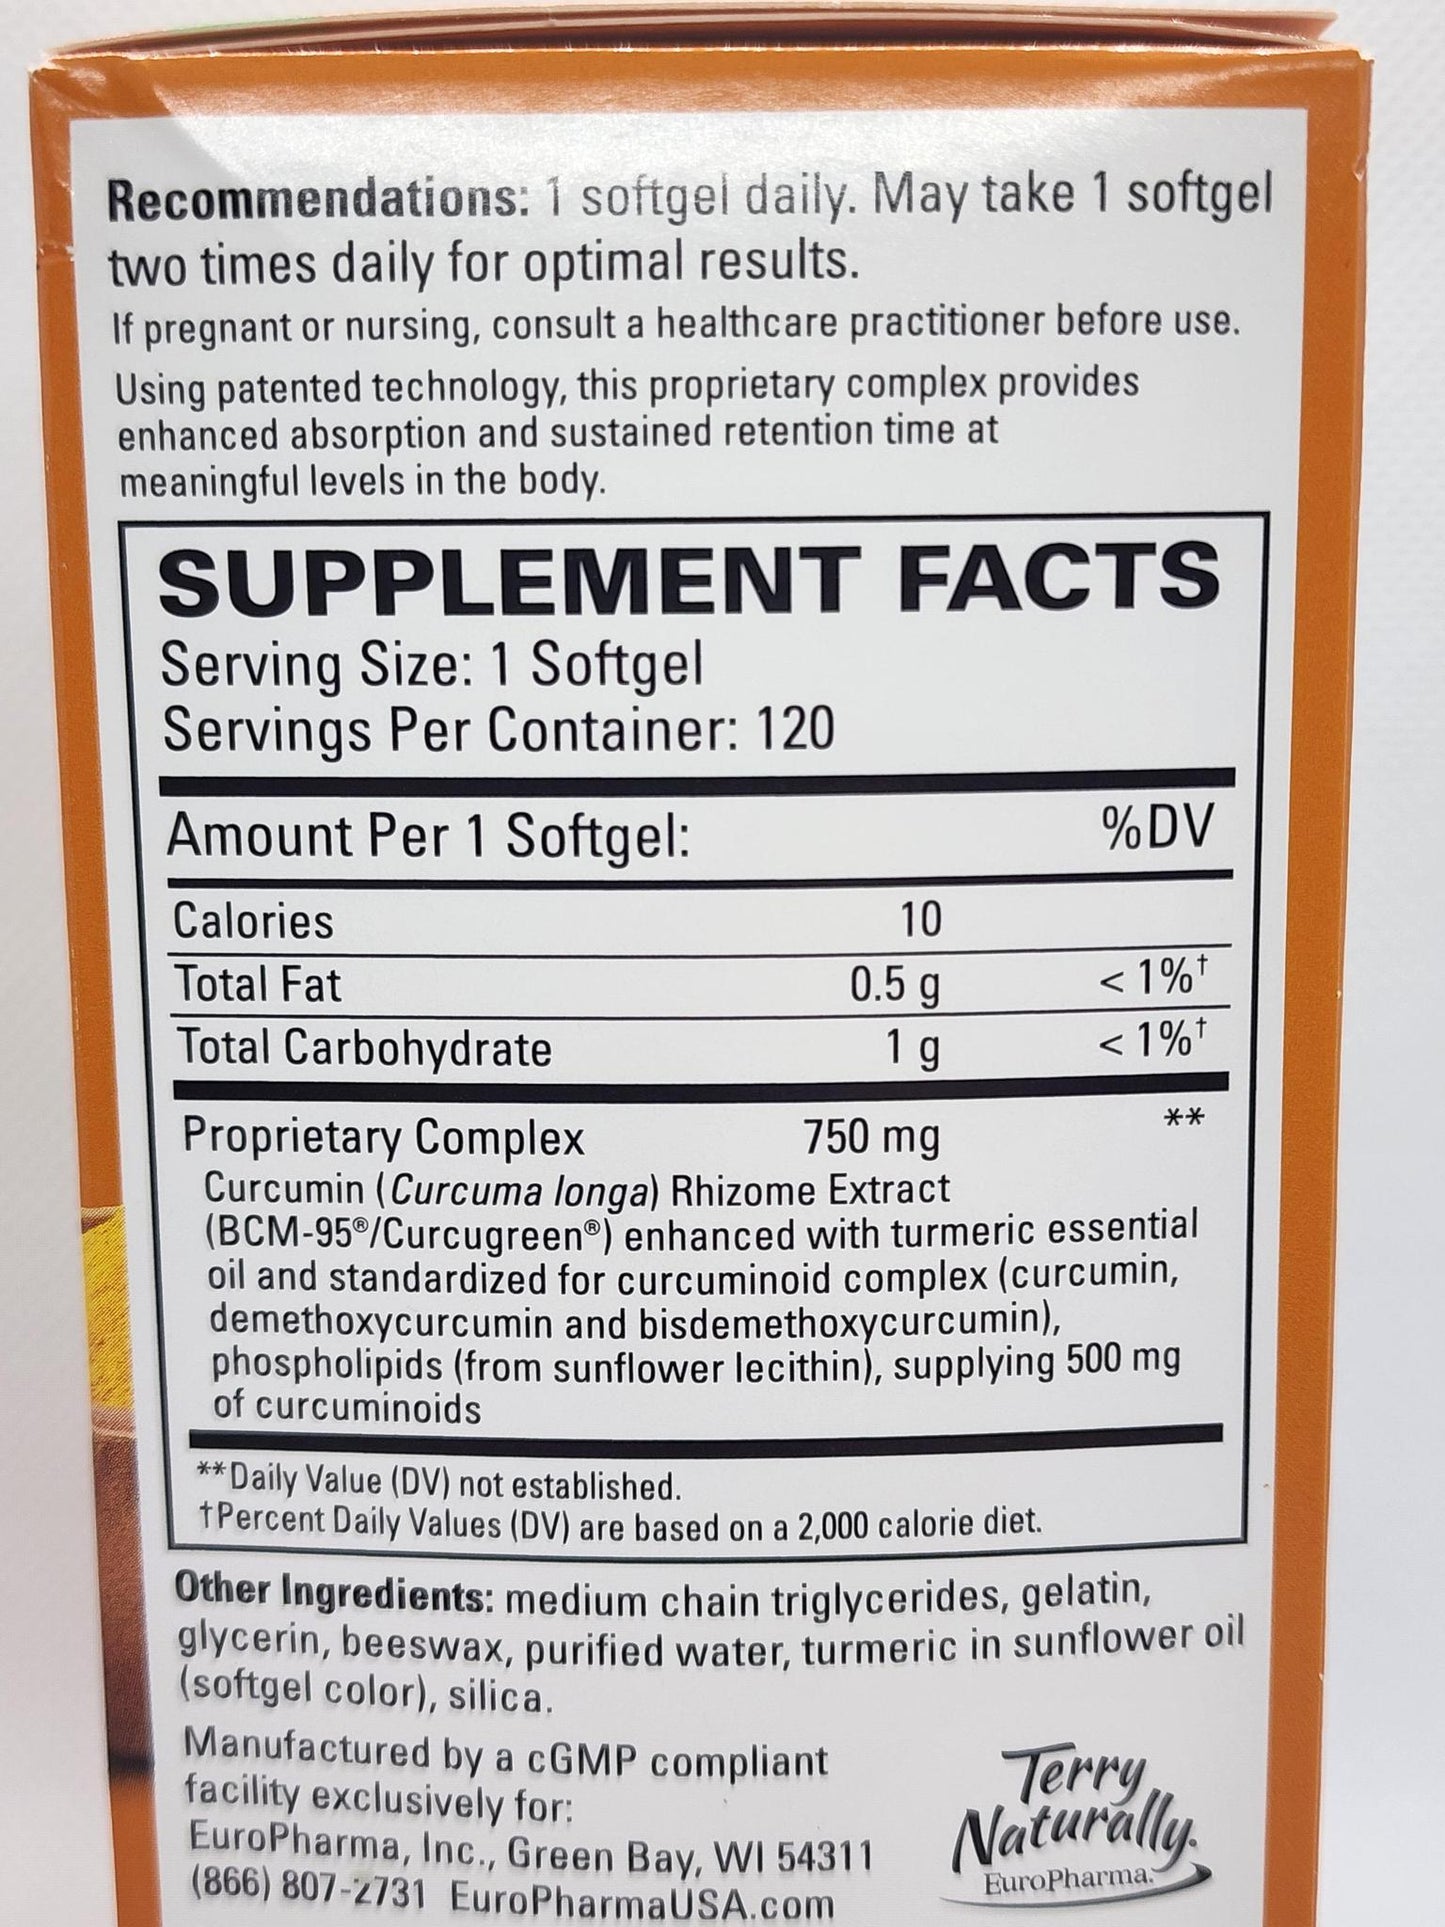 Recommendations: 1 softgel daily. May take 1 softgel
two times daily for optimal results.
If pregnant or nursing, consult a healthcare practitioner before use.
Using patented technology, this proprietary complex provides
enhanced absorption and sustained retention time at
meaningful levels in the body.
SUPPLEMENT FACTS
Serving Size: 1 Softgel
Servings Per Container: 120
Amount Per 1 Softgel: %DV
Calories 10
Total Fat 0.5 g < 1%†
Total Carbohydrate 1 g < 1%†
Proprietary Complex 750 mg **
Curcumin (Curcuma longa) Rhizome Extract
(BCM-95®/Curcugreen®) enhanced with turmeric essential
oil and standardized for curcuminoid complex (curcumin,
demethoxycurcumin and bisdemethoxycurcumin),
phospholipids (from sunflower lecithin), supplying 500 mg
of curcuminoids
**Daily Value (DV) not established.
†Percent Daily Values (DV) are based on a 2,000 calorie diet.
Other Ingredients: medium chain triglycerides, gelatin,
glycerin, beeswax, purified water, turmeric in sunflower oil
(softgel color), silica.
Manufactured by a cGMP compliant
facility exclusively for:
EuroPharma, Inc., Green Bay, WI 54311
(866) 807-2731 EuroPharmaUSA.com
Terry
Naturally.
EuroPharma.